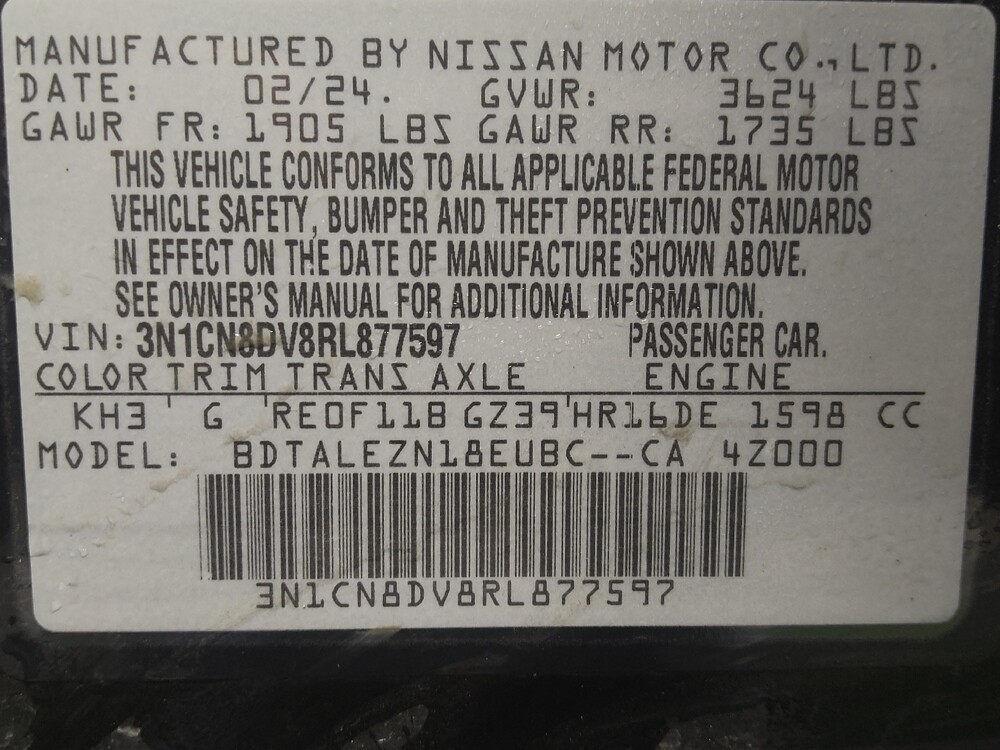 MANUFACTURED BY NISSAN MOTOR CO., LTD.
DATE: 02/24. GVWR: 3624 LBS
GAWR FR: 1905 LBS GAWR RR: 1735 LBS
THIS VEHICLE CONFORMS TO ALL APPLICABLE FEDERAL MOTOR
VEHICLE SAFETY, BUMPER AND THEFT PREVENTION STANDARDS
IN EFFECT ON THE DATE OF MANUFACTURE SHOWN ABOVE.
SEE OWNER'S MANUAL FOR ADDITIONAL INFORMATION.
VIN: 3N1CN8DV8RL877597 PASSENGER CAR.
COLOR TRIM TRANS AXLE ENGINE
KH3 G RE0F11B GZ39 HR16DE 1598 CC
MODEL: BDTALEZN18EUBC--CA 4Z000
3N1CN8DV8RL877597